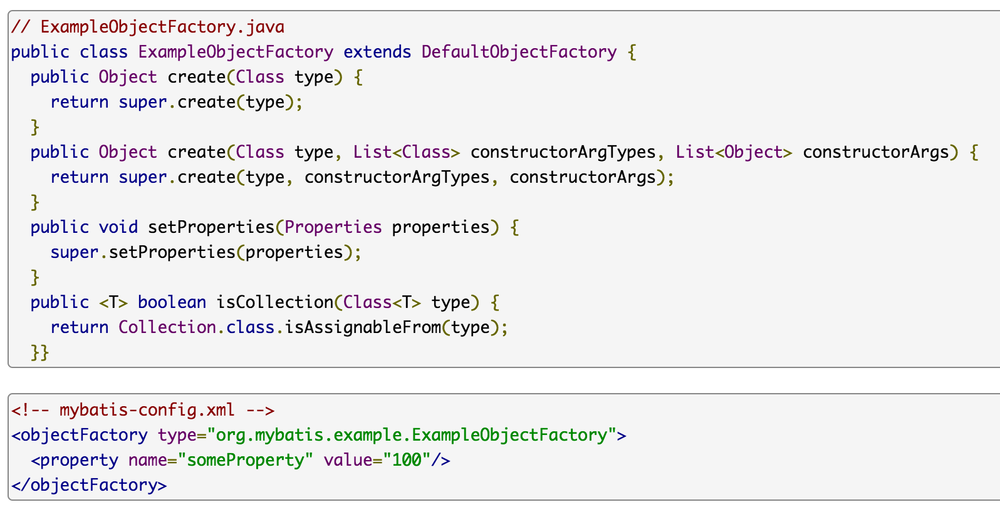 // ExampleObjectFactory.java
public class ExampleObjectFactory extends DefaultObjectFactory {
  public Object create(Class type) {
    return super.create(type);
  }
  public Object create(Class type, List<Class> constructorArgTypes, List<Object> constructorArgs) {
    return super.create(type, constructorArgTypes, constructorArgs);
  }
  public void setProperties(Properties properties) {
    super.setProperties(properties);
  }
  public <T> boolean isCollection(Class<T> type) {
    return Collection.class.isAssignableFrom(type);
  }}
<!-- mybatis-config.xml -->
<objectFactory type="org.mybatis.example.ExampleObjectFactory">
  <property name="someProperty" value="100"/>
</objectFactory>